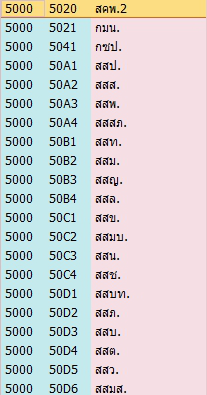 5000 5020 สคพ.2
5000 5021 กมน.
5000 5041 กชป.
5000 50A1 สสป.
5000 50A2 สสส.
5000 50A3 สสพ.
5000 50A4 สสสภ.
5000 50B1 สสท.
5000 50B2 สสม.
5000 50B3 สสญ.
5000 50B4 สสล.
5000 50C1 สสข.
5000 50C2 สสมบ.
5000 50C3 สสน.
5000 50C4 สสช.
5000 50D1 สสบท.
5000 50D2 สสภ.
5000 50D3 สสบ.
5000 50D4 สสต.
5000 50D5 สสว.
5000 50D6 สสมส.